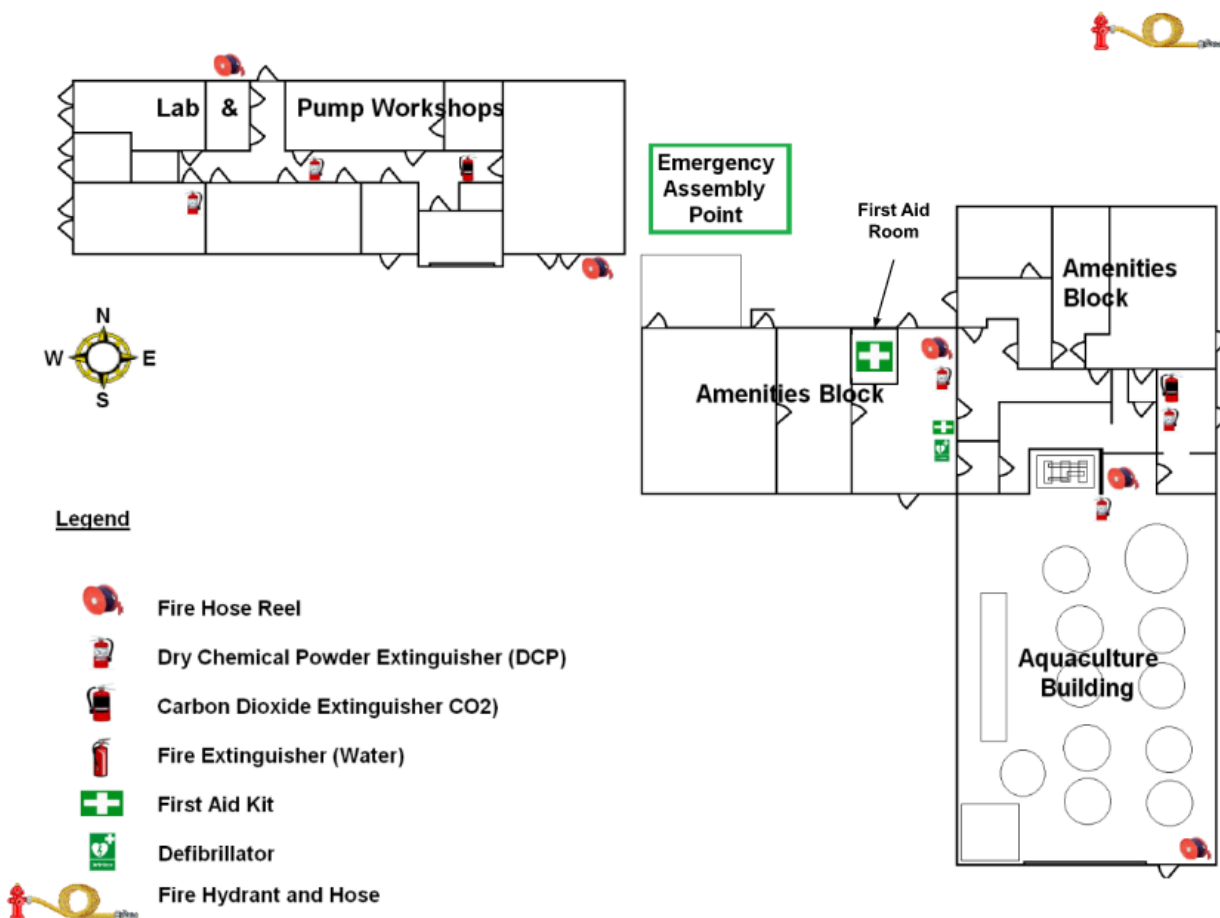 Lab & Pump Workshops
Emergency
Assembly
Point
First Aid
Room
Amenities
Block
N
W E
S
Amenities Block
Legend
Fire Hose Reel
Dry Chemical Powder Extinguisher (DCP)
Carbon Dioxide Extinguisher CO2)
Fire Extinguisher (Water)
First Aid Kit
Defibrillator
Fire Hydrant and Hose
Aquaculture
Building